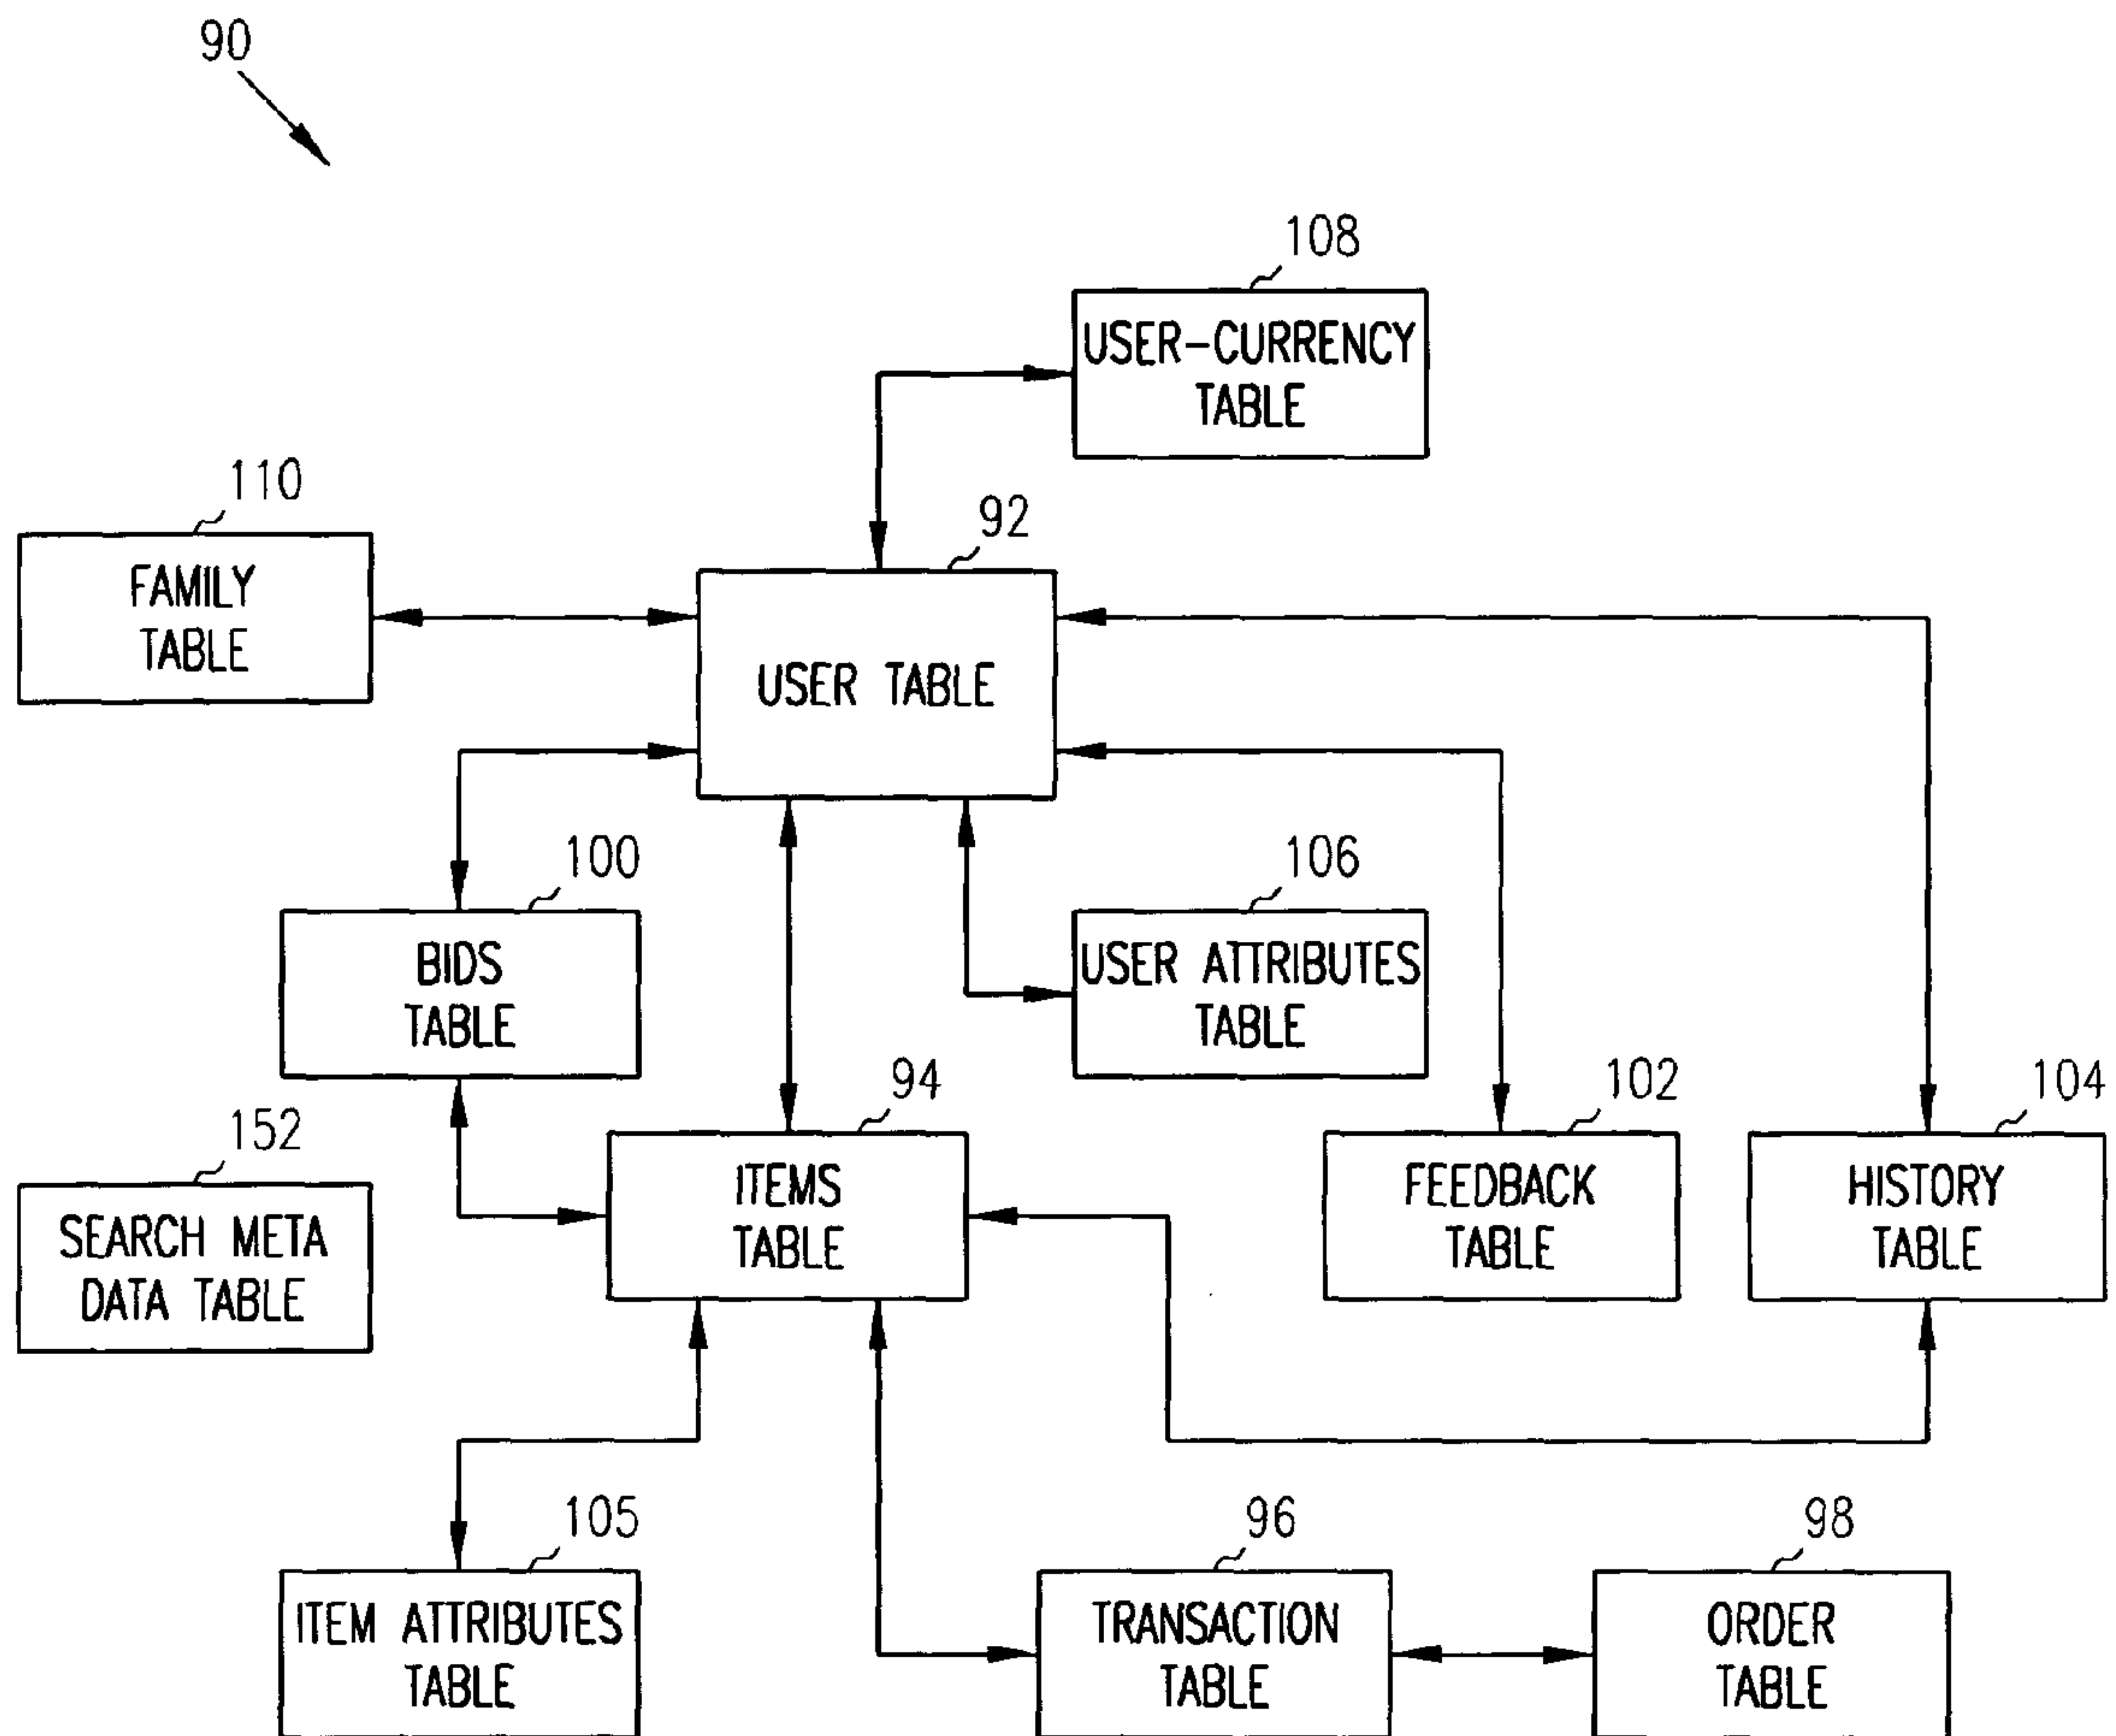 90
108
USER-CURRENCY
TABLE
110
FAMILY
TABLE
92
USER TABLE
100
BIDS
TABLE
106
USER ATTRIBUTES
TABLE
94
ITEMS
TABLE
102
FEEDBACK
TABLE
104
HISTORY
TABLE
152
SEARCH META
DATA TABLE
105
ITEM ATTRIBUTES
TABLE
96
TRANSACTION
TABLE
98
ORDER
TABLE